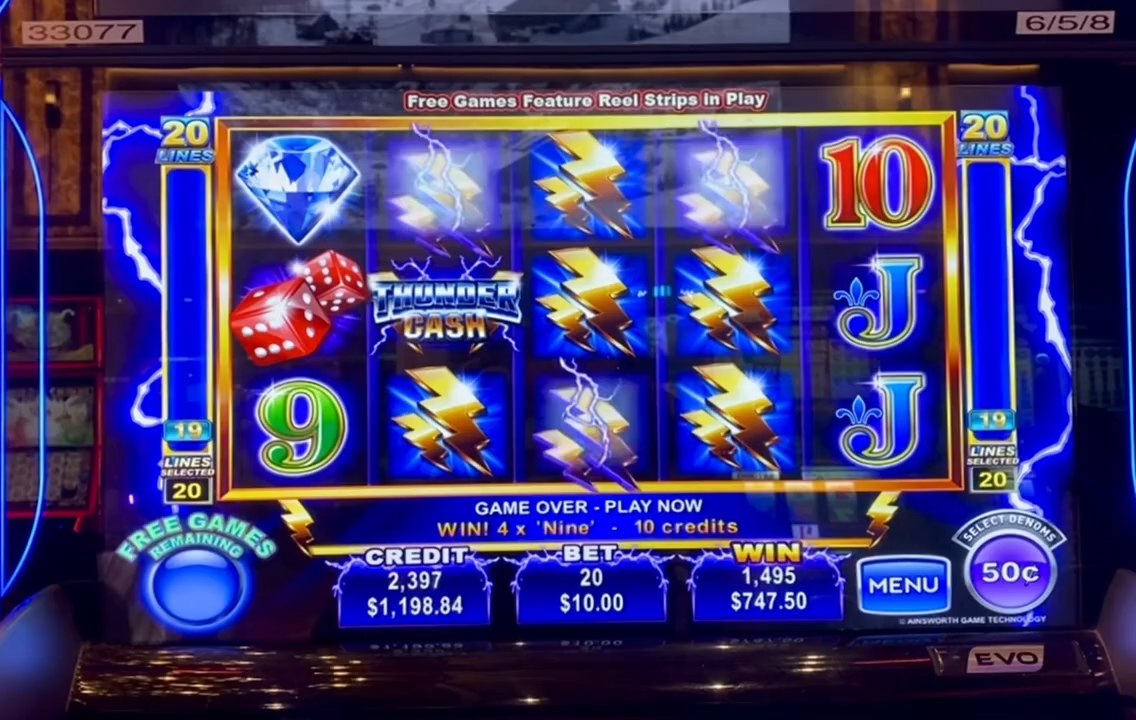 33077
6/5/8
Free Games Feature Reel Strips in Play
20
LINES
20
LINES
10
THUNDER
CASH
J
9
J
19
LINES
SELECTED
20
19
LINES
SELECTED
20
GAME OVER - PLAY NOW
WIN! 4 x 'Nine' - 10 credits
FREE GAMES
REMAINING
CREDIT
2,397
$1,198.84
BET
20
$10.00
WIN
1,495
$747.50
MENU
SELECT DENOMS
50¢
© AINSWORTH GAME TECHNOLOGY
EVO